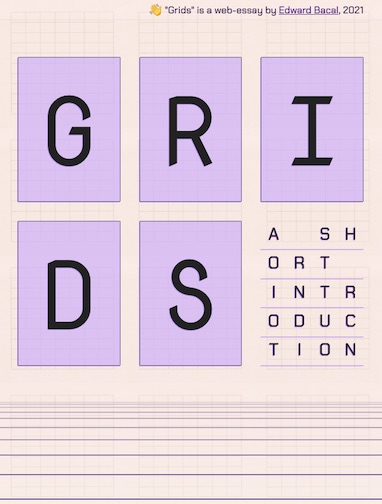 👋 "Grids" is a web-essay by Edward Bacal, 2021
G R I
D S
A SH
ORT
INTR
ODUC
TION